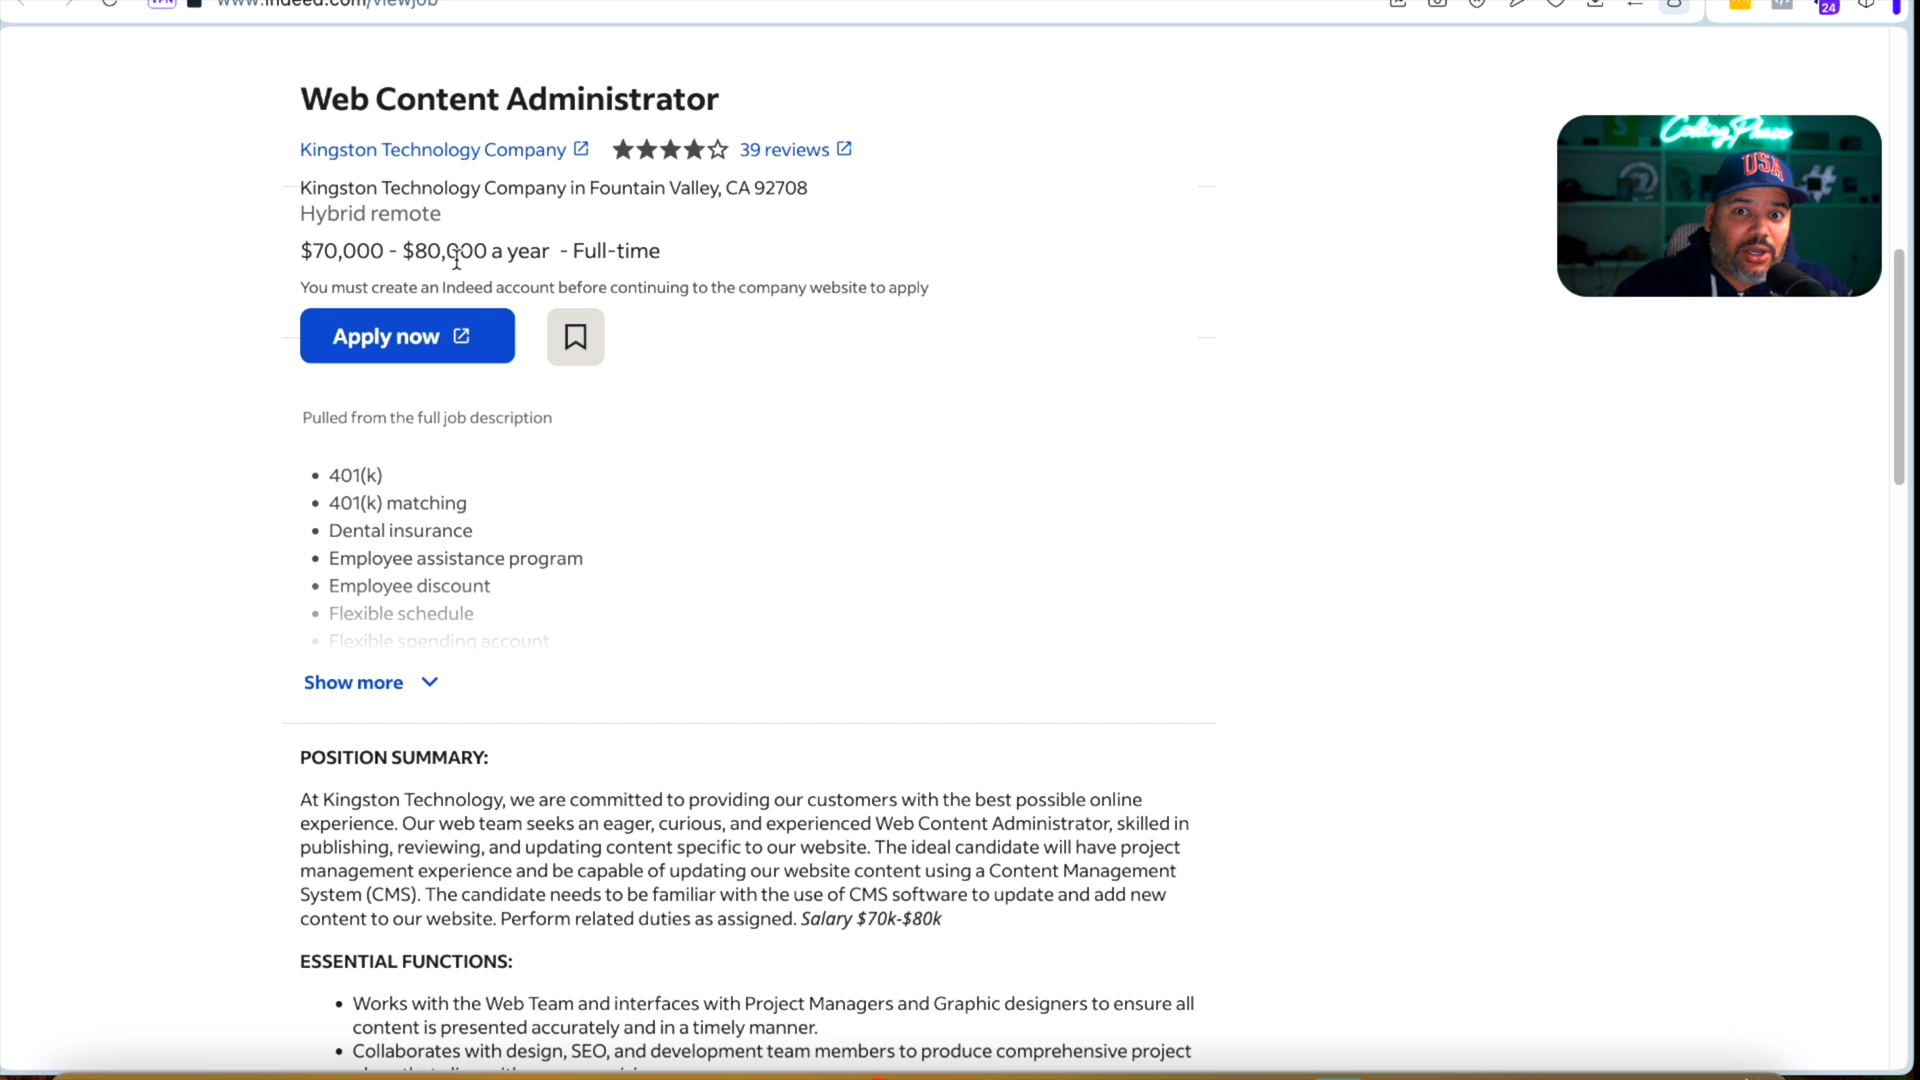 www.indeed.com/viewjob
VPN
24
Web Content Administrator
Kingston Technology Company
39 reviews
Kingston Technology Company in Fountain Valley, CA 92708
Hybrid remote
$70,000 - $80,000 a year - Full-time
You must create an Indeed account before continuing to the company website to apply
Apply now
Pulled from the full job description
• 401(k)
• 401(k) matching
• Dental insurance
• Employee assistance program
• Employee discount
• Flexible schedule
• Flexible spending account
Show more
POSITION SUMMARY:
At Kingston Technology, we are committed to providing our customers with the best possible online
experience. Our web team seeks an eager, curious, and experienced Web Content Administrator, skilled in
publishing, reviewing, and updating content specific to our website. The ideal candidate will have project
management experience and be capable of updating our website content using a Content Management
System (CMS). The candidate needs to be familiar with the use of CMS software to update and add new
content to our website. Perform related duties as assigned. Salary $70k-$80k
ESSENTIAL FUNCTIONS:
• Works with the Web Team and interfaces with Project Managers and Graphic designers to ensure all
content is presented accurately and in a timely manner.
• Collaborates with design, SEO, and development team members to produce comprehensive project
Coding Phase
USA
#